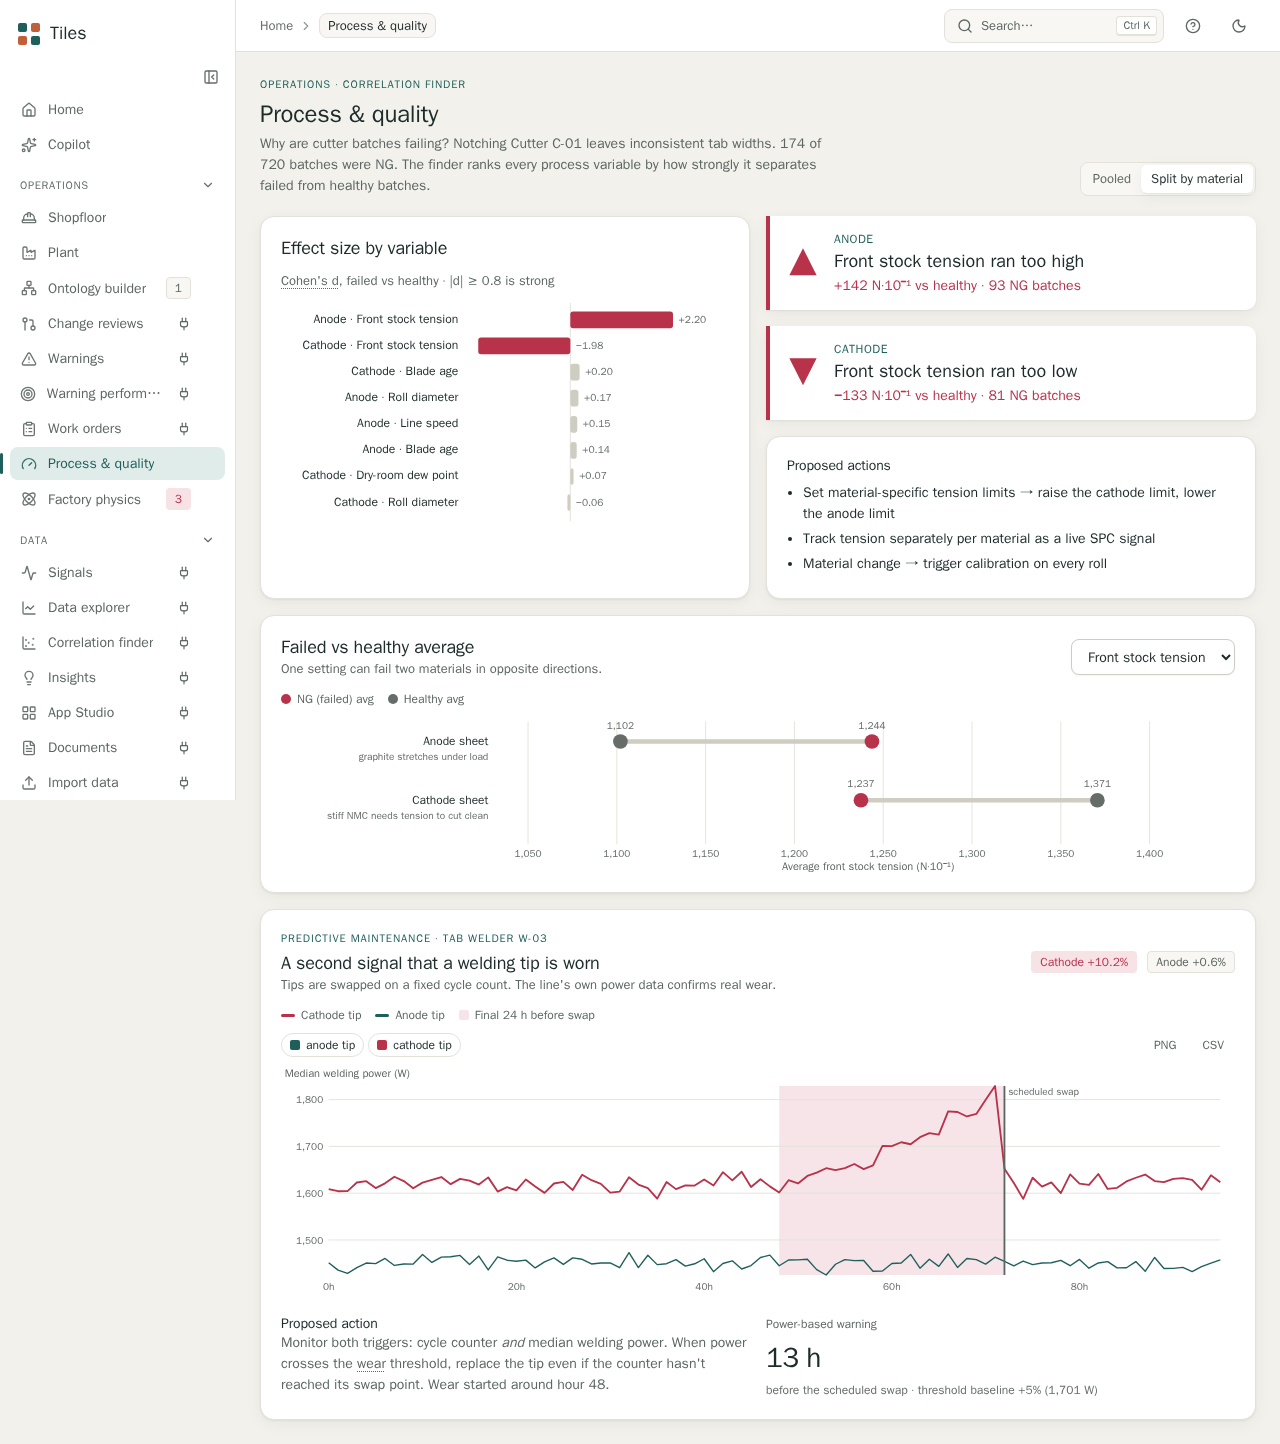 Tiles
Home
Copilot
OPERATIONS
Shopfloor
Plant
Ontology builder 1
Change reviews
Warnings
Warning perform···
Work orders
Process & quality
Factory physics 3
DATA
Signals
Data explorer
Correlation finder
Insights
App Studio
Documents
Import data
Home > Process & quality
Search··· Ctrl K
OPERATIONS · CORRELATION FINDER
Process & quality
Why are cutter batches failing? Notching Cutter C-01 leaves inconsistent tab widths. 174 of
720 batches were NG. The finder ranks every process variable by how strongly it separates
failed from healthy batches.
Pooled Split by material
Effect size by variable
Cohen's d, failed vs healthy · |d| ≥ 0.8 is strong
Anode · Front stock tension +2.20
Cathode · Front stock tension −1.98
Cathode · Blade age +0.20
Anode · Roll diameter +0.17
Anode · Line speed +0.15
Anode · Blade age +0.14
Cathode · Dry-room dew point +0.07
Cathode · Roll diameter −0.06
ANODE
Front stock tension ran too high
+142 N·10⁻¹ vs healthy · 93 NG batches
CATHODE
Front stock tension ran too low
−133 N·10⁻¹ vs healthy · 81 NG batches
Proposed actions
• Set material-specific tension limits → raise the cathode limit, lower
the anode limit
• Track tension separately per material as a live SPC signal
• Material change → trigger calibration on every roll
Failed vs healthy average
One setting can fail two materials in opposite directions.
Front stock tension
NG (failed) avg Healthy avg
1,102 1,244
Anode sheet
graphite stretches under load
1,237 1,371
Cathode sheet
stiff NMC needs tension to cut clean
1,050 1,100 1,150 1,200 1,250 1,300 1,350 1,400
Average front stock tension (N·10⁻¹)
PREDICTIVE MAINTENANCE · TAB WELDER W-03
A second signal that a welding tip is worn
Tips are swapped on a fixed cycle count. The line's own power data confirms real wear.
Cathode +10.2% Anode +0.6%
Cathode tip Anode tip Final 24 h before swap
anode tip cathode tip
PNG CSV
Median welding power (W)
scheduled swap
1,800
1,700
1,600
1,500
0h 20h 40h 60h 80h
Proposed action
Monitor both triggers: cycle counter and median welding power. When power
crosses the wear threshold, replace the tip even if the counter hasn't
reached its swap point. Wear started around hour 48.
Power-based warning
13 h
before the scheduled swap · threshold baseline +5% (1,701 W)